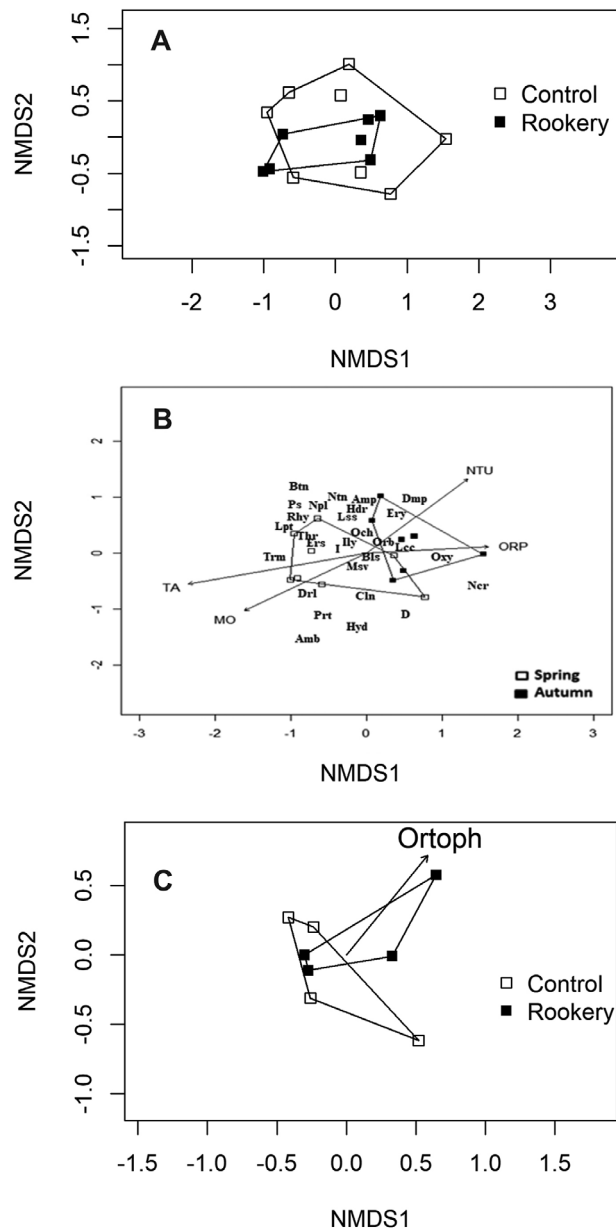 A
NMDS2
1.5
0.5
-0.5
-1.5
Control
Rookery
-2
-1
0
1
2
3
NMDS1
B
NMDS2
2
1
0
-1
-2
NTU
ORP
TA
MO
Btn
Ps
Npl
Ntn
Amp
Dmp
Rhy
Lss
Hdr
Ery
Lpt
Thr
Och
Ers
I
Ily
Orb
Lcc
Trm
Bls
Oxy
Msv
Ncr
Drl
Cln
Prt
D
Hyd
Amb
Spring
Autumn
-3
-2
-1
0
1
2
3
NMDS1
C
Ortoph
NMDS2
0.5
0.0
-0.5
-1.0
Control
Rookery
-1.5
-1.0
-0.5
0.0
0.5
1.0
1.5
NMDS1